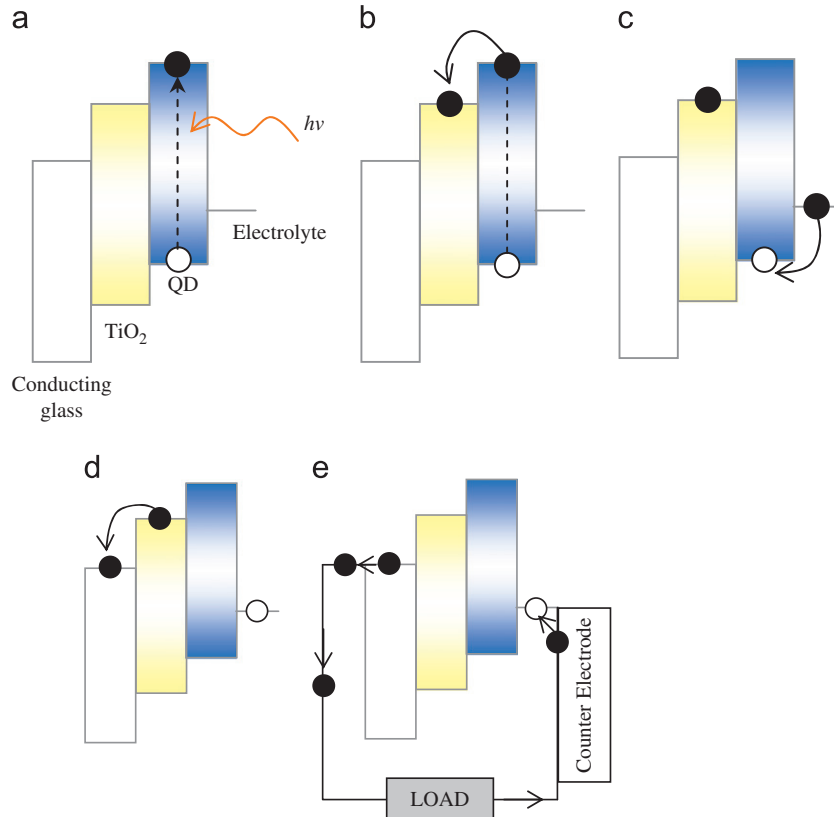 a
hν
Electrolyte
QD
TiO₂
Conducting
glass
b
c
d
e
Counter Electrode
LOAD